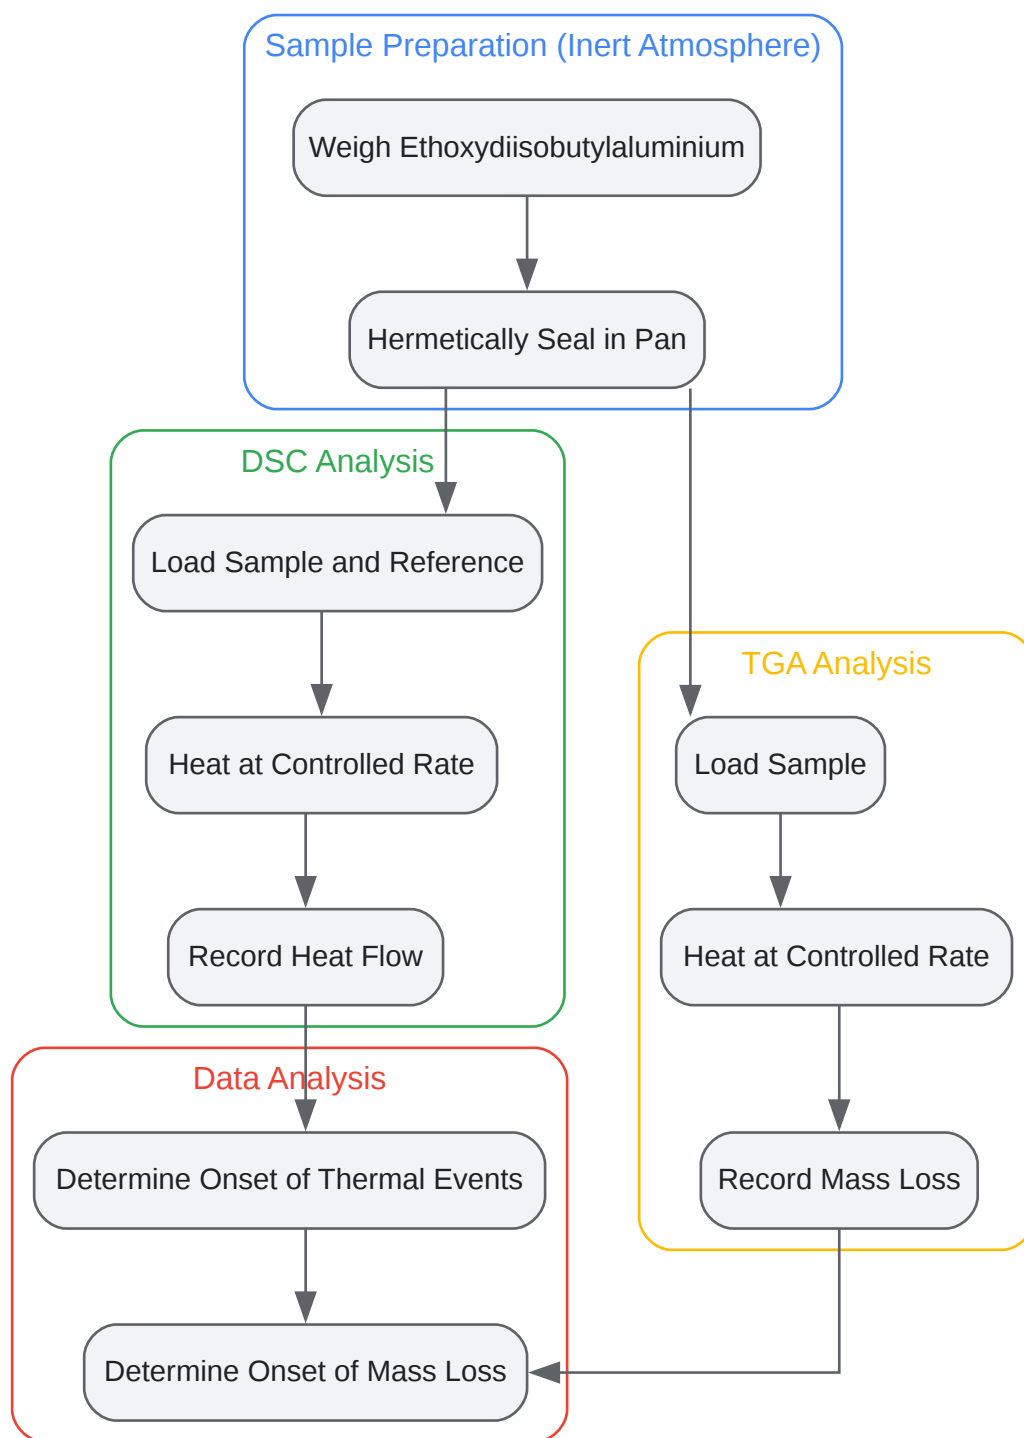 Sample Preparation (Inert Atmosphere)
Weigh Ethoxydiisobutylaluminium
Hermetically Seal in Pan
DSC Analysis
Load Sample and Reference
Heat at Controlled Rate
Record Heat Flow
TGA Analysis
Load Sample
Heat at Controlled Rate
Record Mass Loss
Data Analysis
Determine Onset of Thermal Events
Determine Onset of Mass Loss